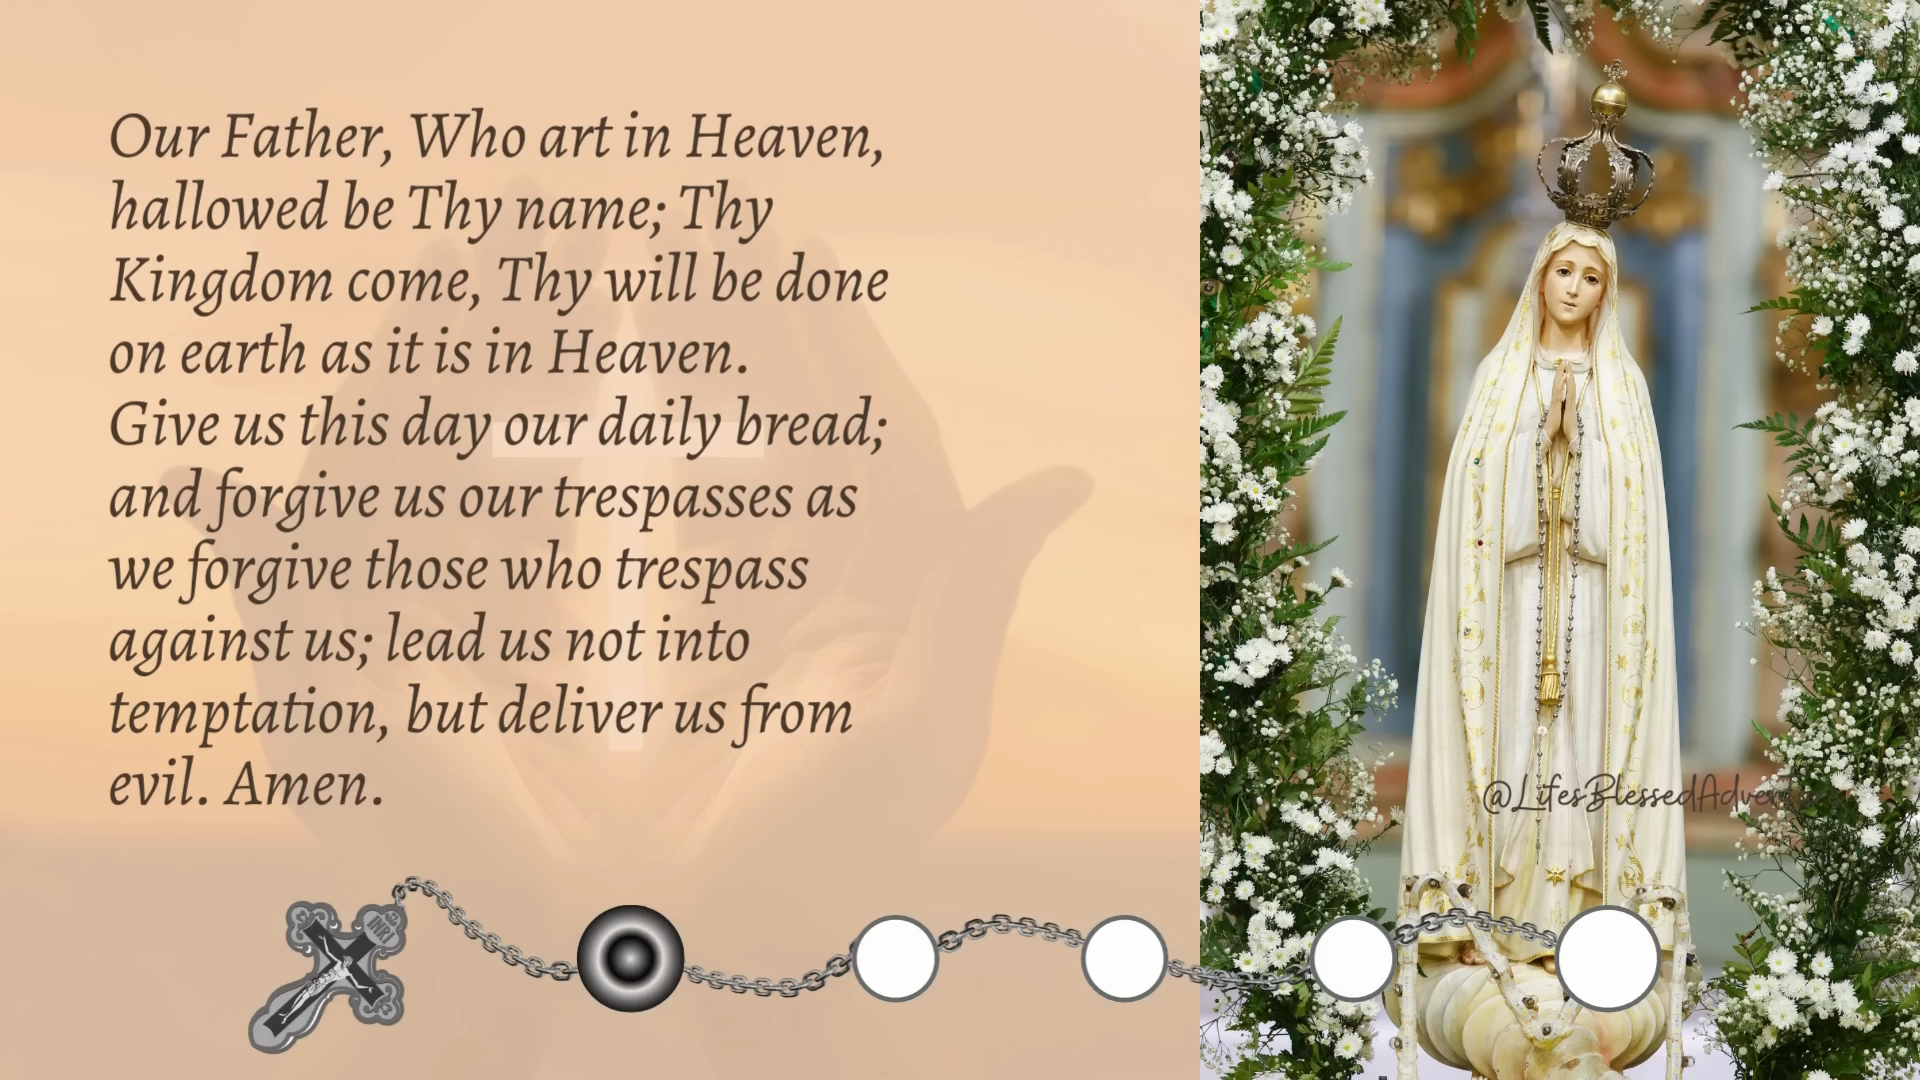 Our Father, Who art in Heaven,
hallowed be Thy name; Thy
Kingdom come, Thy will be done
on earth as it is in Heaven.
Give us this day our daily bread;
and forgive us our trespasses as
we forgive those who trespass
against us; lead us not into
temptation, but deliver us from
evil. Amen.
INRI